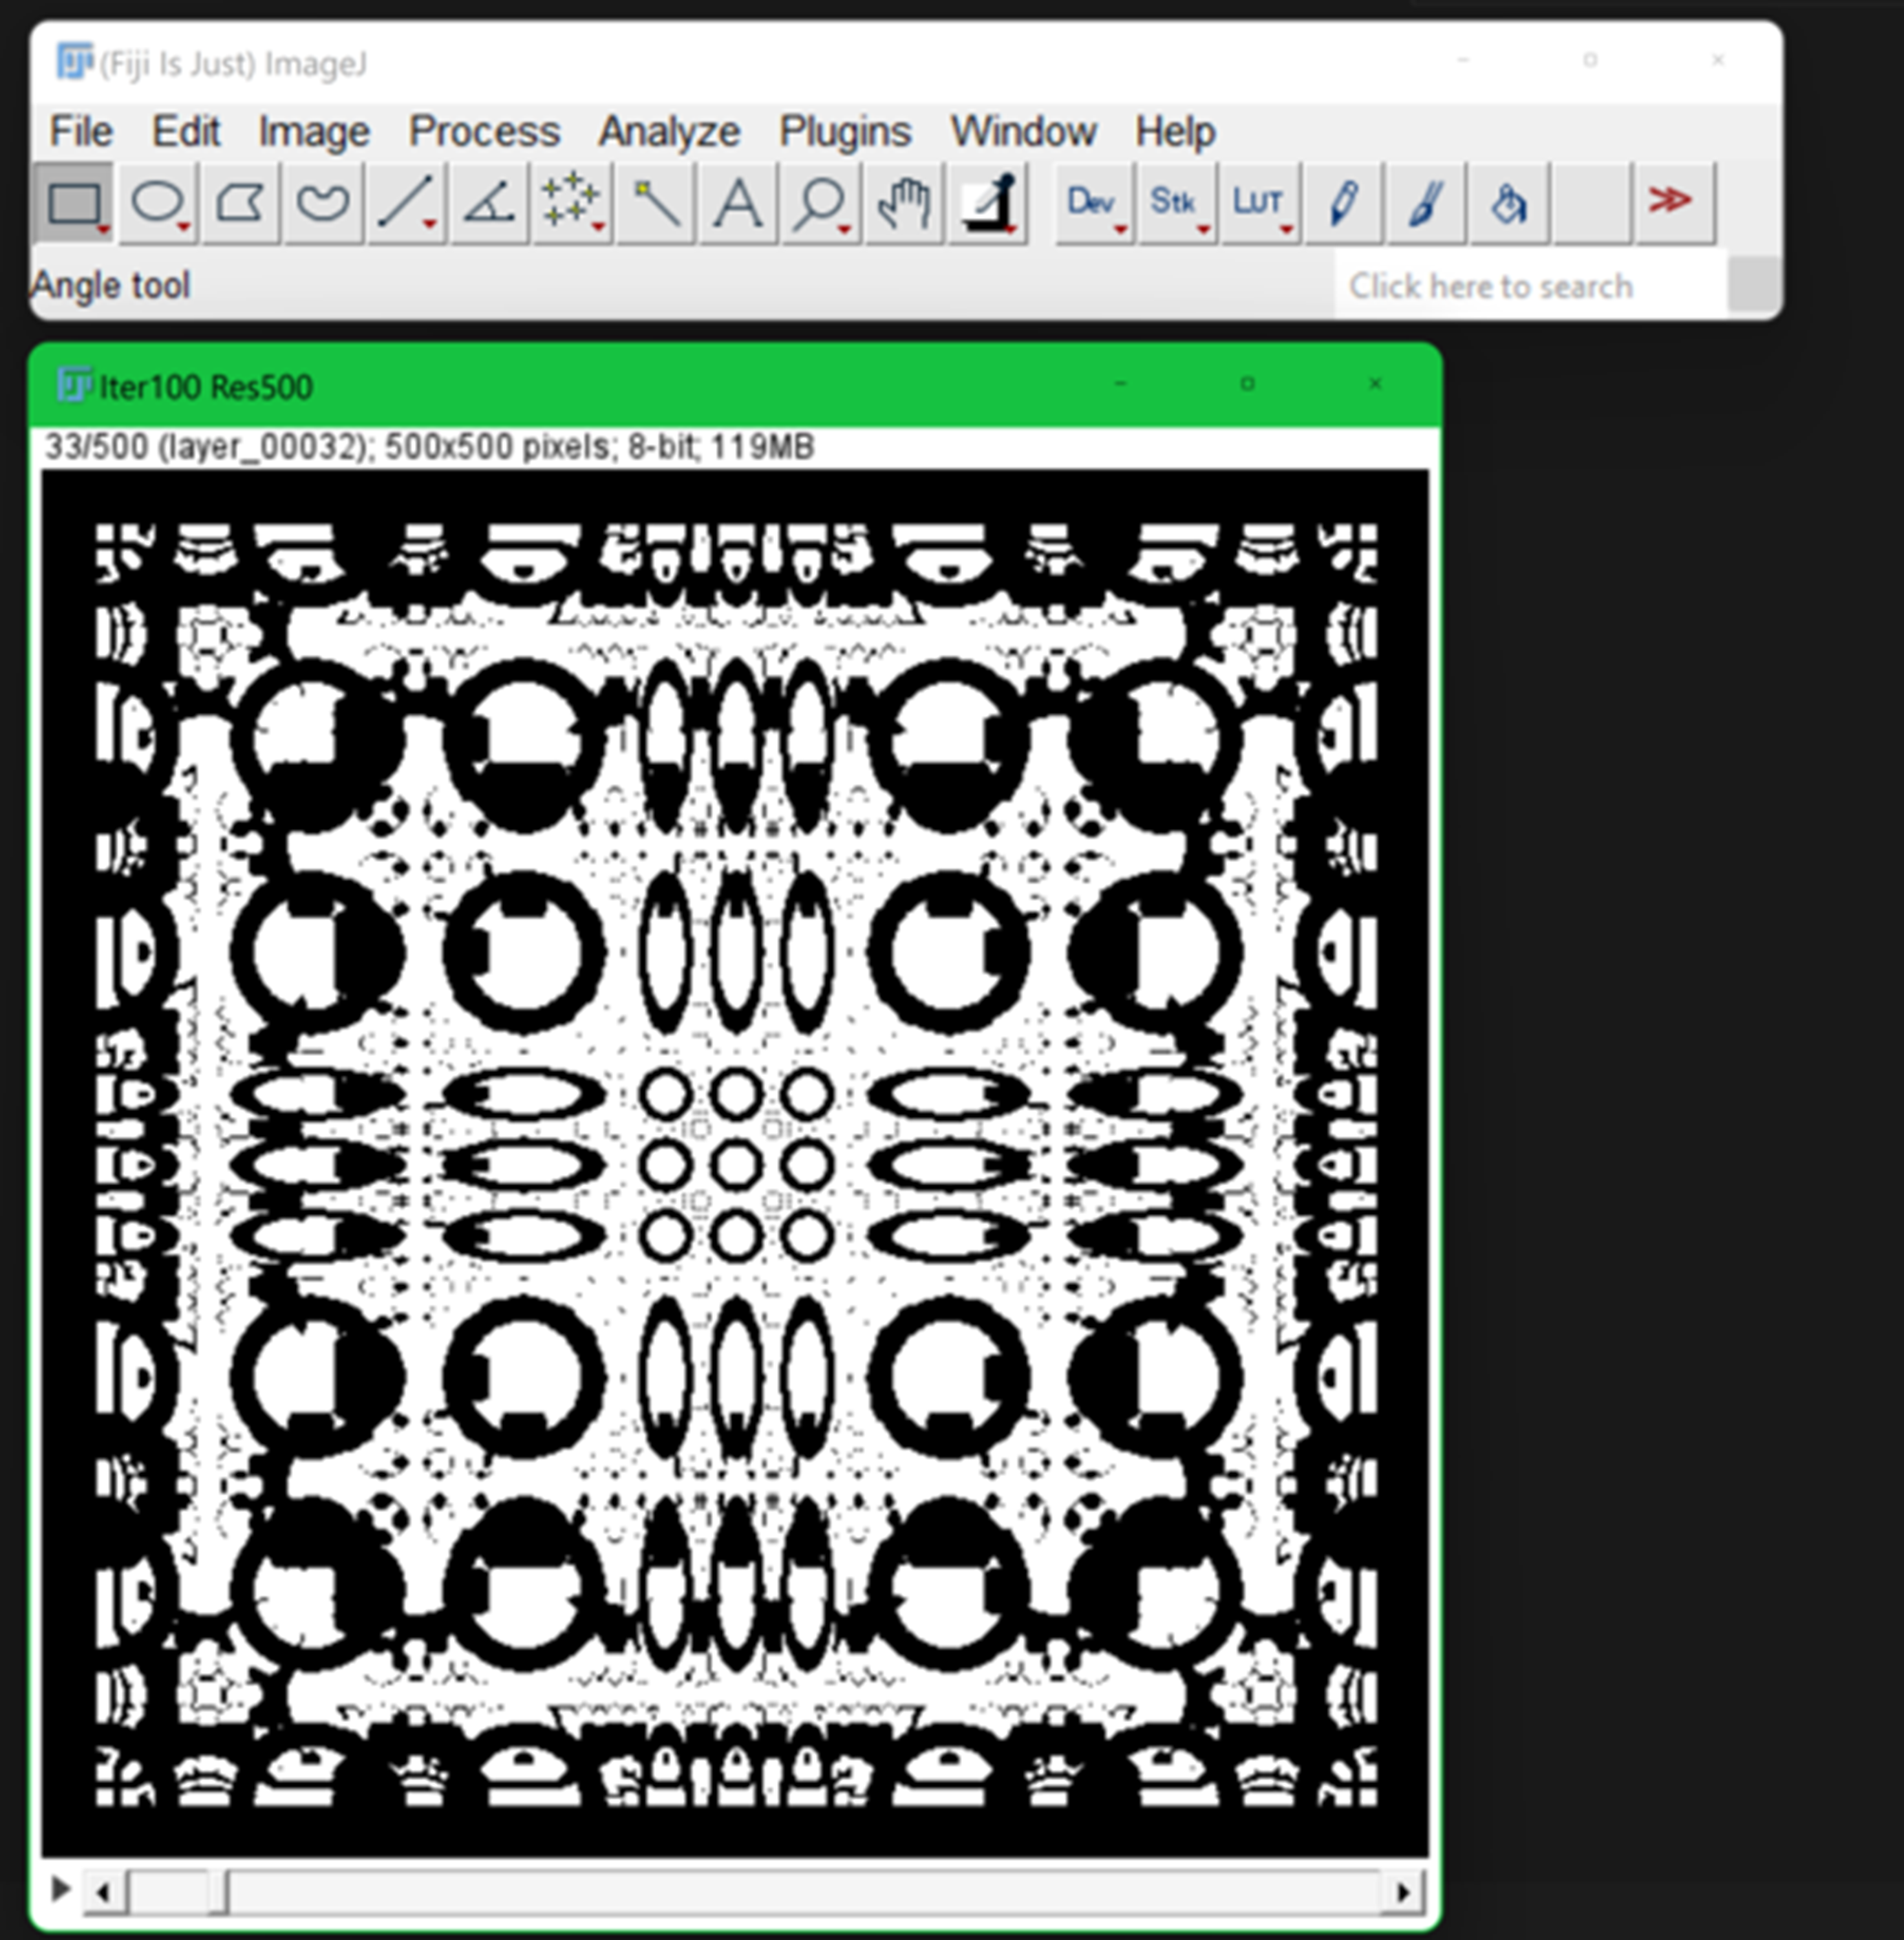 (Fiji Is Just) ImageJ
File Edit Image Process Analyze Plugins Window Help
A Dev Stk LUT
Angle tool Click here to search
Iter100 Res500
33/500 (layer_00032); 500x500 pixels; 8-bit; 119MB